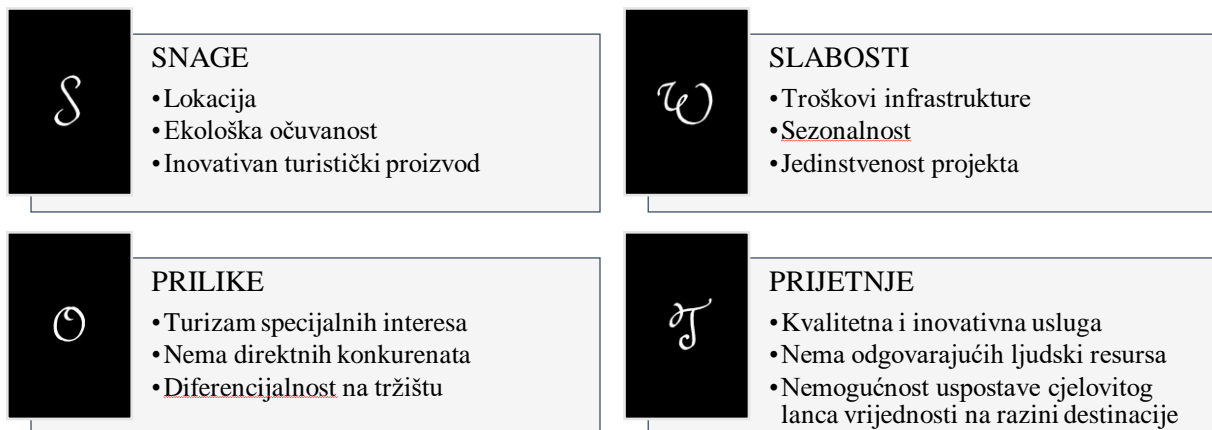 S
SNAGE
•Lokacija
•Ekološka očuvanost
•Inovativan turistički proizvod
W
SLABOSTI
•Troškovi infrastrukture
•Sezonalnost
•Jedinstvenost projekta
O
PRILIKE
•Turizam specijalnih interesa
•Nema direktnih konkurenata
•Diferencijalnost na tržištu
T
PRIJETNJE
•Kvalitetna i inovativna usluga
•Nema odgovarajućih ljudski resursa
•Nemogućnost uspostave cjelovitog
lanca vrijednosti na razini destinacije